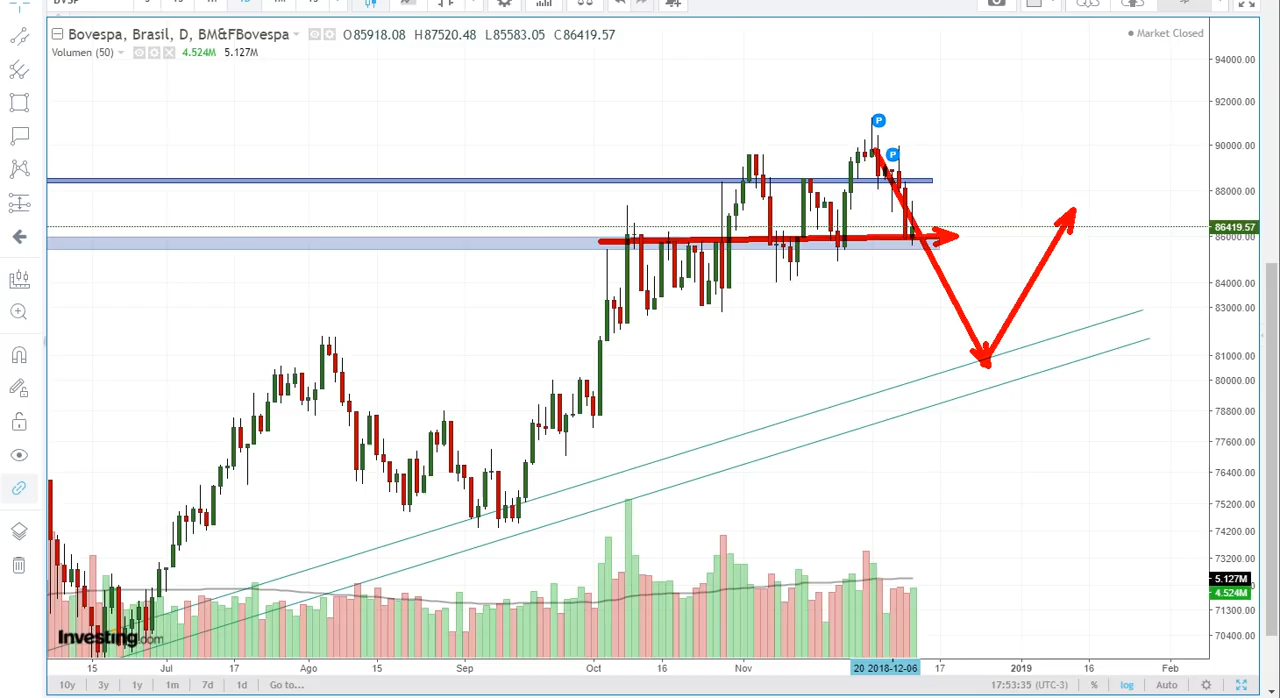 Bovespa, Brasil, D, BM&FBovespa O85918.08 H87520.48 L85583.05 C86419.57
Market Closed
Volumen (50) 4.524M 5.127M
94000.00
92000.00
P
90000.00
P
88000.00
86419.57
86000.00
84000.00
83000.00
81000.00
80000.00
78800.00
77600.00
76400.00
75200.00
74200.00
73200.00
5.127M
4.524M
71300.00
70400.00
Investing.com
15 Jul 17 Ago 15 Sep Oct 16 Nov 20 2018-12-06 17 2019 16 Feb
10y 3y 1y 1m 7d 1d Go to... 17:53:35 (UTC-3) % log Auto